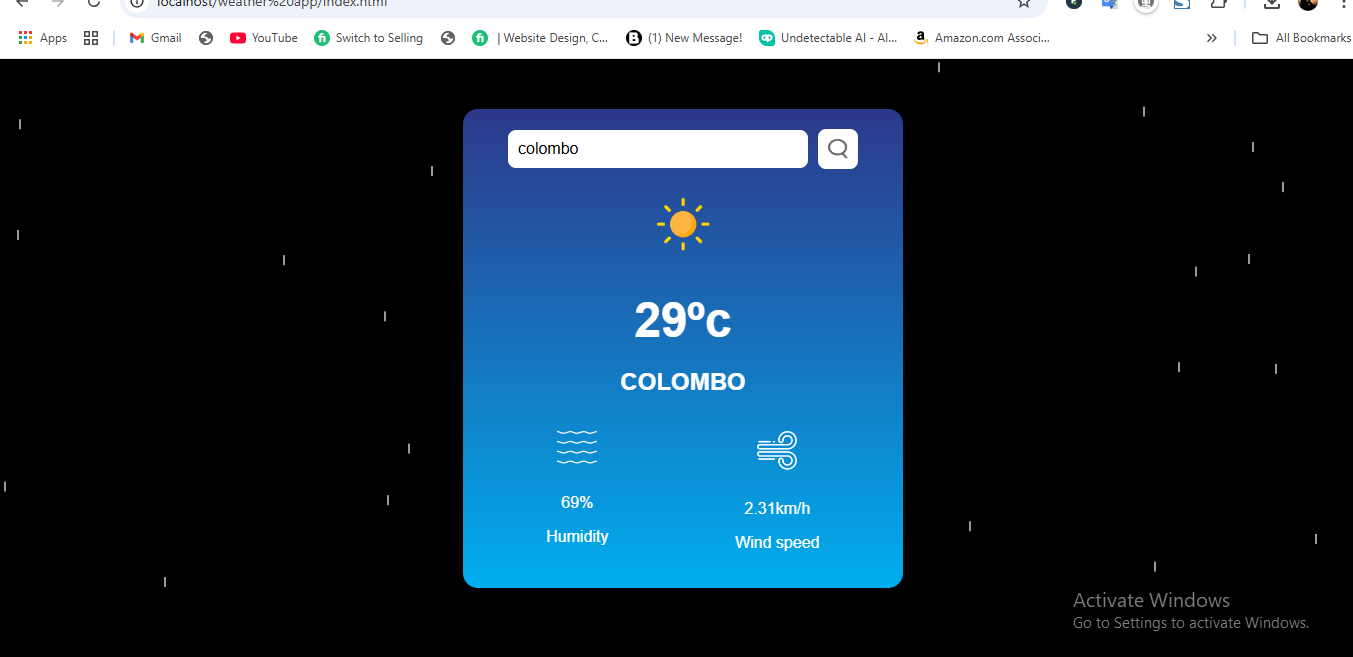 localhost/weather%20app/index.html
Apps
Gmail
YouTube
Switch to Selling
| Website Design, C...
(1) New Message!
Undetectable AI - AI...
Amazon.com Associ...
All Bookmarks
colombo
29ºc
COLOMBO
69%
Humidity
2.31km/h
Wind speed
Activate Windows
Go to Settings to activate Windows.